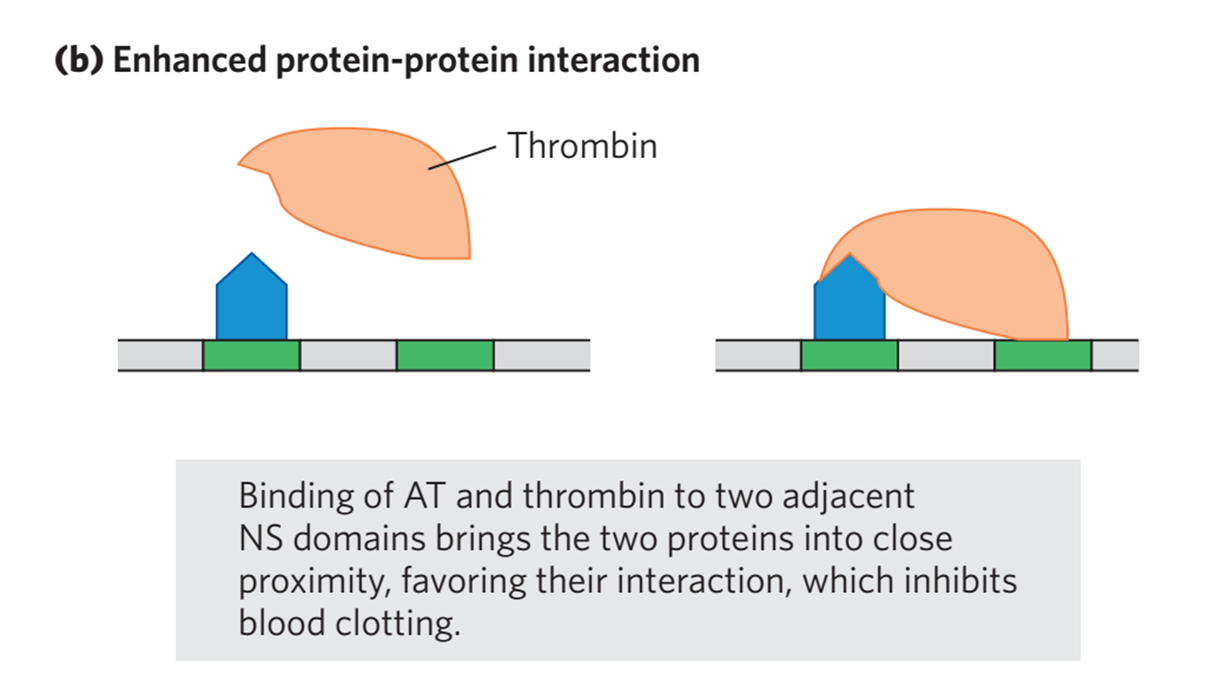 (b) Enhanced protein-protein interaction
Thrombin
Binding of AT and thrombin to two adjacent
NS domains brings the two proteins into close
proximity, favoring their interaction, which inhibits
blood clotting.